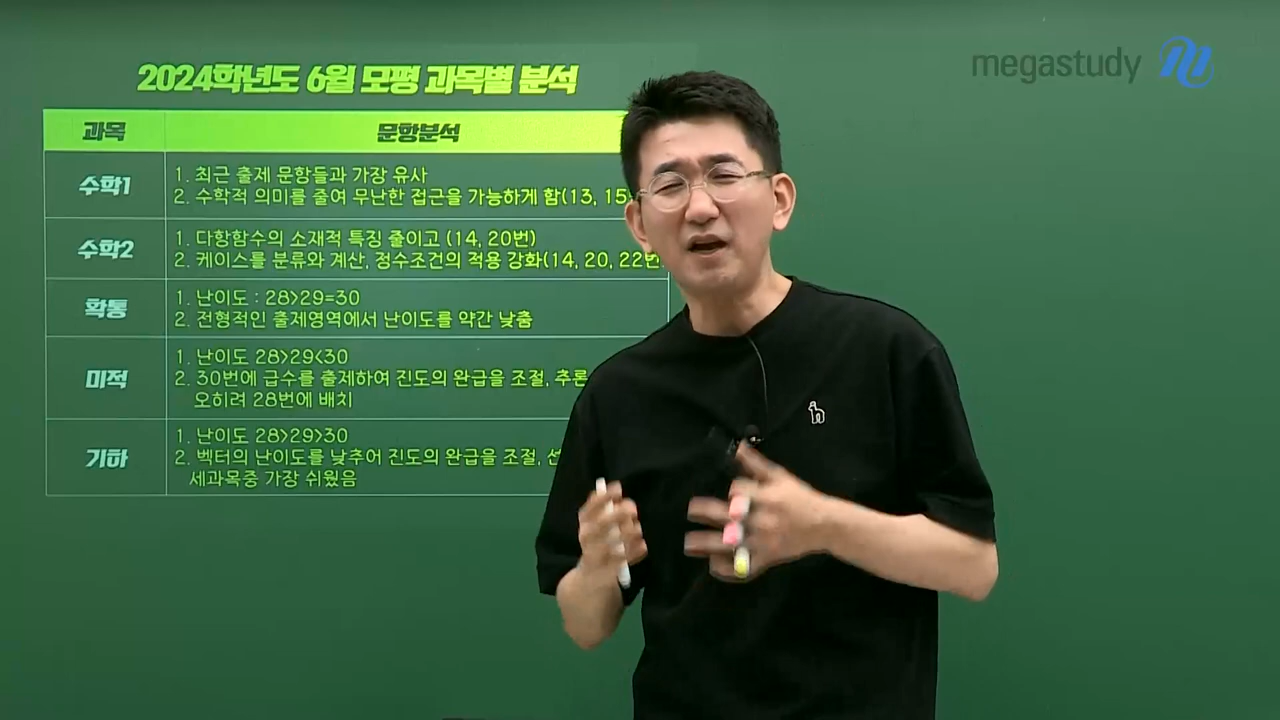 megastudy
2024학년도 6월 모평 과목별 분석
과목 문항분석
수학1
1. 최근 출제 문항들과 가장 유사
2. 수학적 의미를 줄여 무난한 접근을 가능하게 함(13, 15
수학2
1. 다항함수의 소재적 특징 줄이고 (14, 20번)
2. 케이스를 분류와 계산, 정수조건의 적용 강화(14, 20, 22번
확통
1. 난이도 : 28>29=30
2. 전형적인 출제영역에서 난이도를 약간 낮춤
미적
1. 난이도 28>29<30
2. 30번에 급수를 출제하여 진도의 완급을 조절, 추론
오히려 28번에 배치
기하
1. 난이도 28>29>30
2. 벡터의 난이도를 낮추어 진도의 완급을 조절,
세과목중 가장 쉬웠음
h